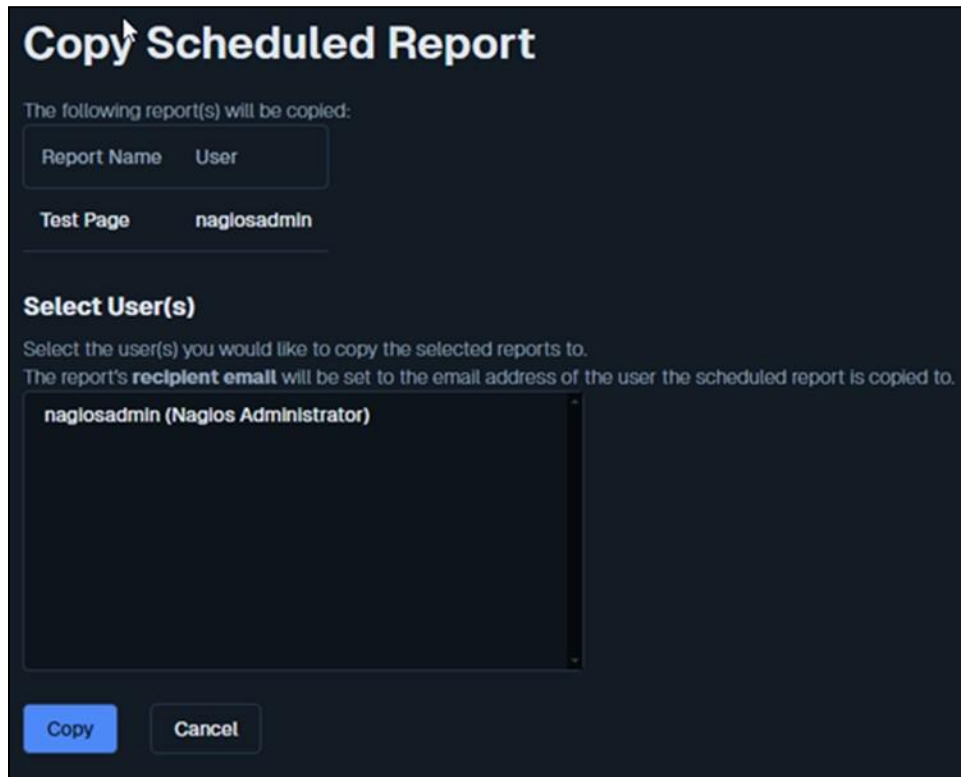 Copy Scheduled Report
The following report(s) will be copied:
Report Name User
Test Page nagiosadmin
Select User(s)
Select the user(s) you would like to copy the selected reports to.
The report's recipient email will be set to the email address of the user the scheduled report is copied to.
nagiosadmin (Nagios Administrator)
Copy Cancel